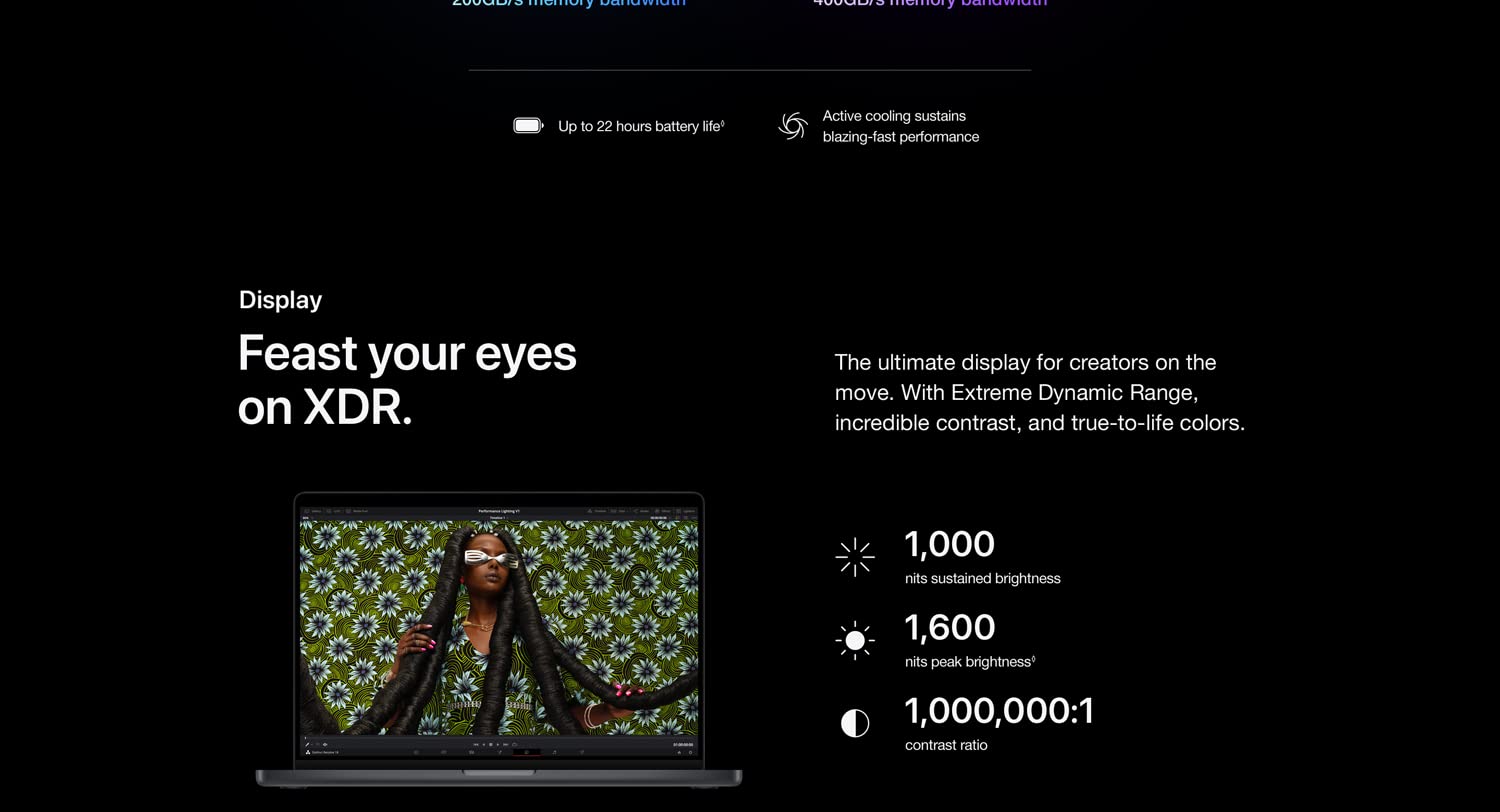 200GB/s memory bandwidth
400GB/s memory bandwidth
Up to 22 hours battery life◊
Active cooling sustains
blazing-fast performance
Display
Feast your eyes
on XDR.
The ultimate display for creators on the
move. With Extreme Dynamic Range,
incredible contrast, and true-to-life colors.
Performance Lighting V1
Timeline 1
1,000
nits sustained brightness
1,600
nits peak brightness◊
1,000,000:1
contrast ratio